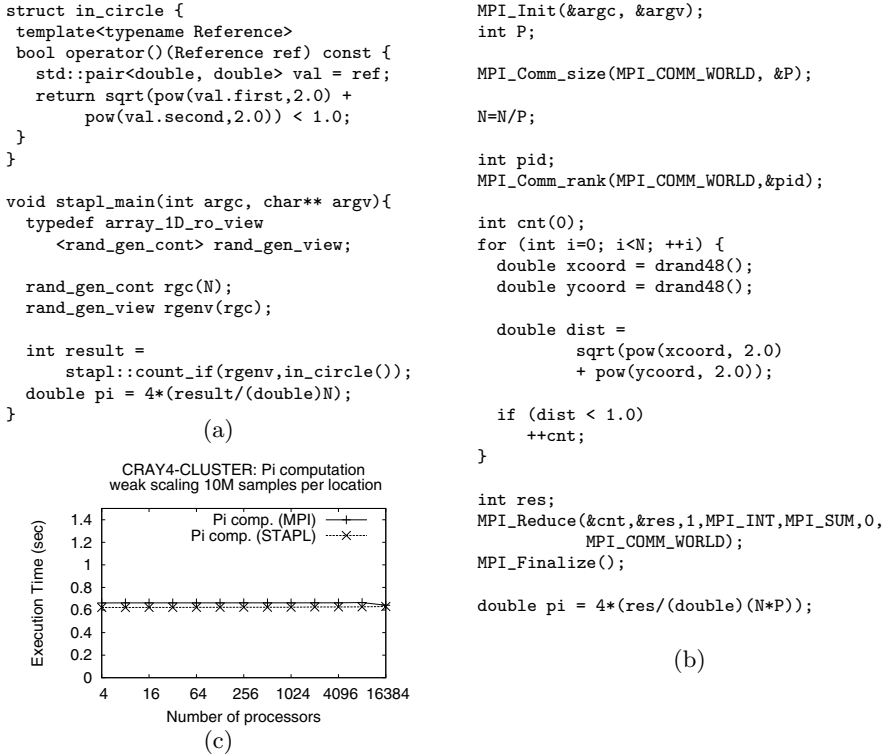 struct in_circle {
template<typename Reference>
bool operator()(Reference ref) const {
std::pair<double, double> val = ref;
return sqrt(pow(val.first,2.0) +
pow(val.second,2.0)) < 1.0;
}
}
void stapl_main(int argc, char** argv){
typedef array_1D_ro_view
<rand_gen_cont> rand_gen_view;
rand_gen_cont rgc(N);
rand_gen_view rgenv(rgc);
int result =
stapl::count_if(rgenv,in_circle());
double pi = 4*(result/(double)N);
}
(a)
CRAY4-CLUSTER: Pi computation
weak scaling 10M samples per location
Pi comp. (MPI)
Pi comp. (STAPL)
Execution Time (sec)
1.4
1.2
1
0.8
0.6
0.4
0.2
0
4 16 64 256 1024 4096 16384
Number of processors
(c)
MPI_Init(&argc, &argv);
int P;
MPI_Comm_size(MPI_COMM_WORLD, &P);
N=N/P;
int pid;
MPI_Comm_rank(MPI_COMM_WORLD,&pid);
int cnt(0);
for (int i=0; i<N; ++i) {
double xcoord = drand48();
double ycoord = drand48();
double dist =
sqrt(pow(xcoord, 2.0)
+ pow(ycoord, 2.0));
if (dist < 1.0)
++cnt;
}
int res;
MPI_Reduce(&cnt,&res,1,MPI_INT,MPI_SUM,0,
MPI_COMM_WORLD);
MPI_Finalize();
double pi = 4*(res/(double)(N*P));
(b)